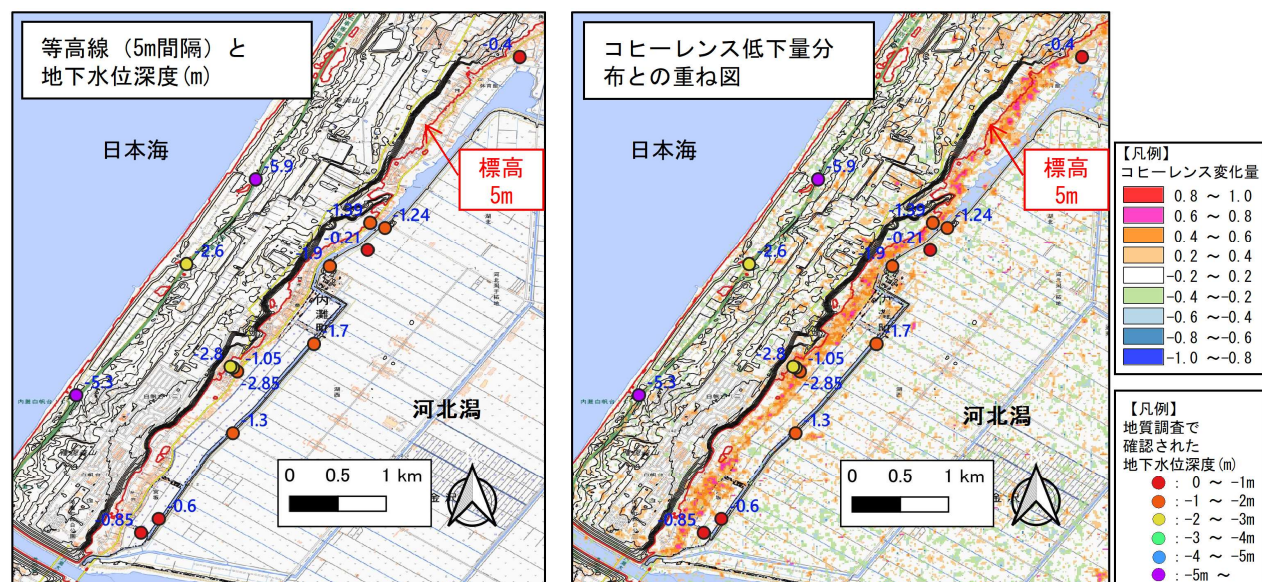 等高線（5m間隔）と
地下水位深度(m)
日本海
標高
5m
河北潟
内灘町
-0.4
-5.9
-1.39
-1.24
-0.21
-2.6
1.9
-1.7
-2.8
-1.05
-2.85
-5.3
-1.3
-0.6
-0.85
0 0.5 1 km
コヒーレンス低下量分
布との重ね図
日本海
標高
5m
河北潟
-0.4
-5.9
-1.39
-1.24
-0.21
-2.6
1.9
-1.7
-2.8
-1.05
-2.85
-5.3
-1.3
-0.6
-0.85
0 0.5 1 km
【凡例】
コヒーレンス変化量
0.8 ～ 1.0
0.6 ～ 0.8
0.4 ～ 0.6
0.2 ～ 0.4
-0.2 ～ 0.2
-0.4 ～-0.2
-0.6 ～-0.4
-0.8 ～-0.6
-1.0 ～-0.8
【凡例】
地質調査で
確認された
地下水位深度(m)
: 0 ～ -1m
: -1 ～ -2m
: -2 ～ -3m
: -3 ～ -4m
: -4 ～ -5m
: -5m ～